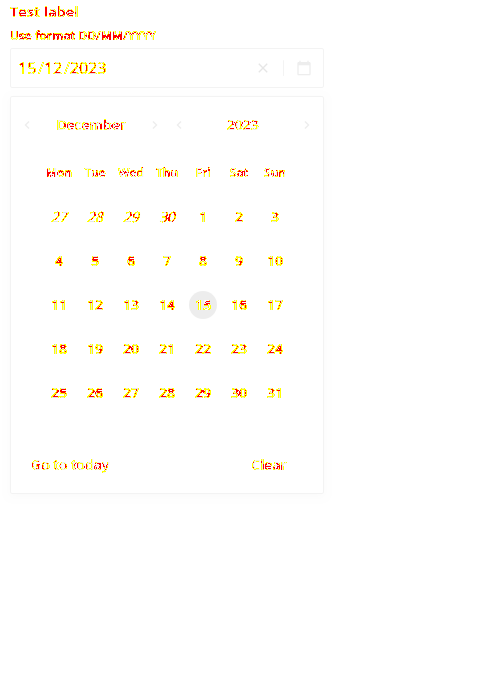 Test label
Use format DD/MM/YYYY
15/12/2023
December 2023
Mon Tue Wed Thu Fri Sat Sun
27 28 29 30 1 2 3
4 5 6 7 8 9 10
11 12 13 14 15 16 17
18 19 20 21 22 23 24
25 26 27 28 29 30 31
Go to today Clear